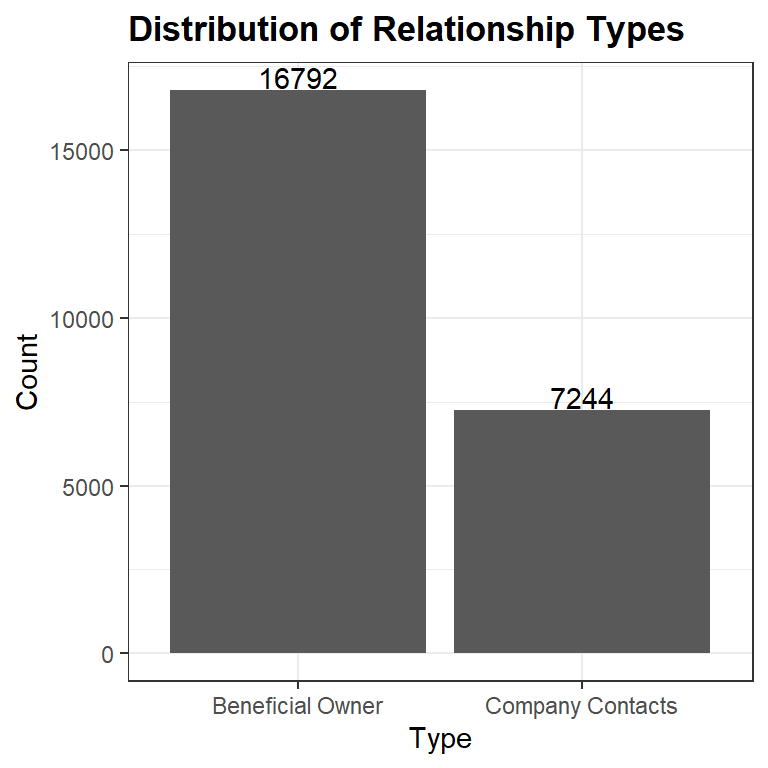 Distribution of Relationship Types
16792
7244
15000
10000
5000
0
Count
Beneficial Owner
Company Contacts
Type